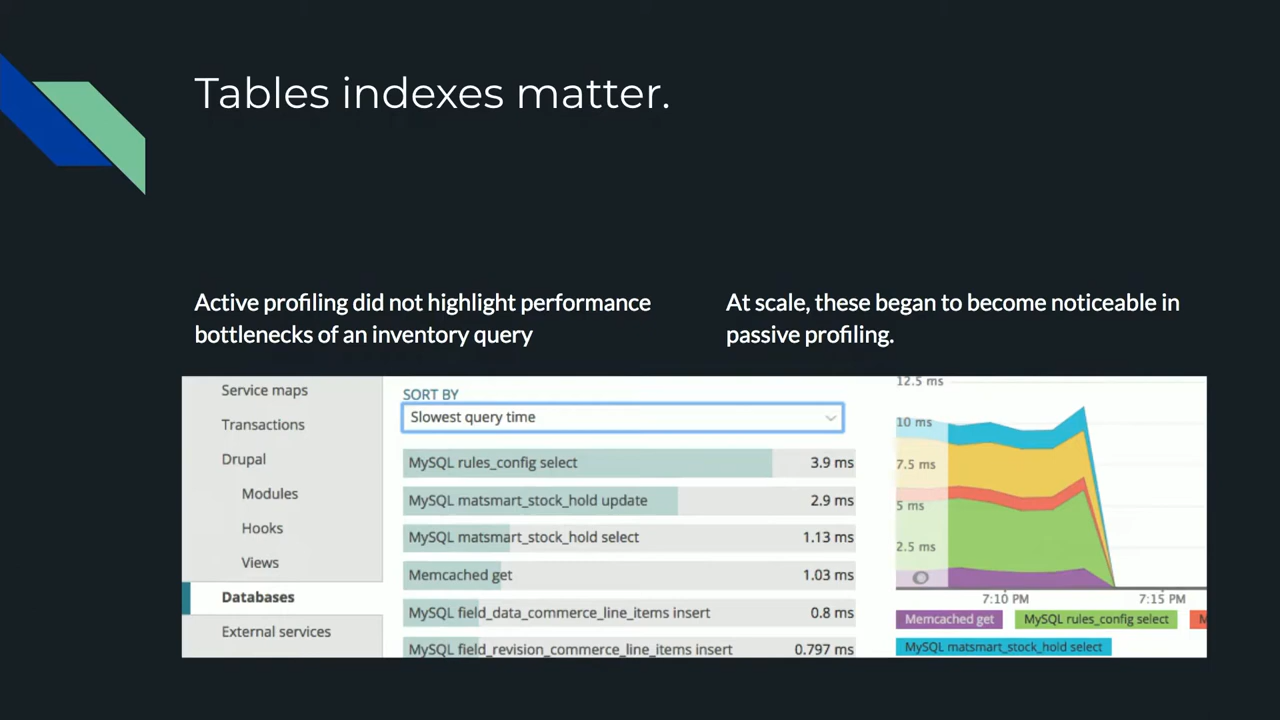 Tables indexes matter.
Active profiling did not highlight performance
bottlenecks of an inventory query
At scale, these began to become noticeable in
passive profiling.
Service maps
Transactions
Drupal
Modules
Hooks
Views
Databases
External services
SORT BY
Slowest query time
MySQL rules_config select 3.9 ms
MySQL matsmart_stock_hold update 2.9 ms
MySQL matsmart_stock_hold select 1.13 ms
Memcached get 1.03 ms
MySQL field_data_commerce_line_items insert 0.8 ms
MySQL field_revision_commerce_line_items insert 0.797 ms
12.5 ms
10 ms
7.5 ms
5 ms
2.5 ms
7:10 PM 7:15 PM
Memcached get MySQL rules_config select M
MySQL matsmart_stock_hold select